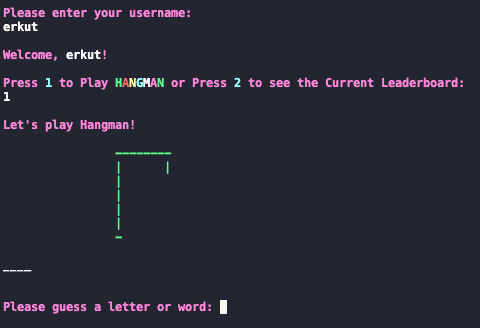 Please enter your username:
erkut
Welcome, erkut!
Press 1 to Play HANGMAN or Press 2 to see the Current Leaderboard:
1
Let's play Hangman!
____
Please guess a letter or word: